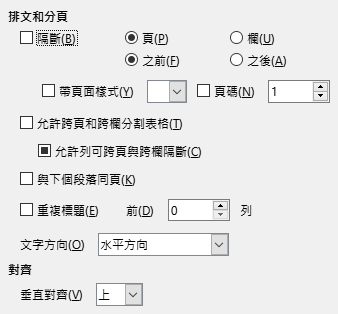 排文和分頁
隔斷(B) 頁(P) 欄(U)
之前(F) 之後(A)
帶頁面樣式(Y) 頁碼(N) 1
允許跨頁和跨欄分割表格(T)
允許列可跨頁與跨欄隔斷(C)
與下個段落同頁(K)
重複標題(E) 前(D) 0 列
文字方向(O) 水平方向
對齊
垂直對齊(V) 上